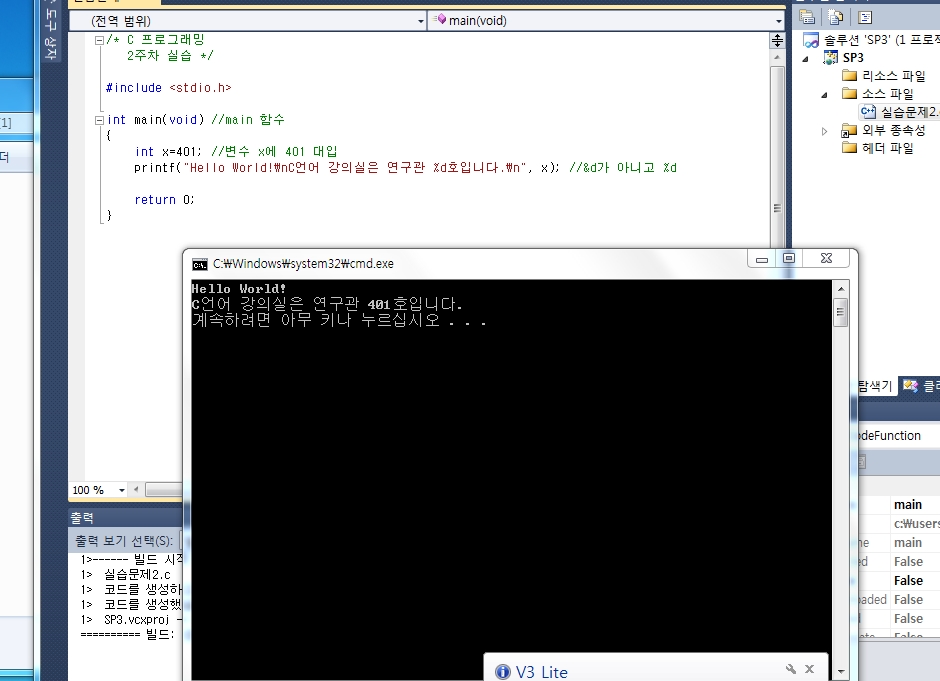 도구 상자
(전역 범위)
main(void)
/* C 프로그래밍
2주차 실습 */
#include <stdio.h>
int main(void) //main 함수
{
int x=401; //변수 x에 401 대입
printf("Hello World!₩nC언어 강의실은 연구관 %d호입니다.₩n", x); //&d가 아니고 %d
return 0;
}
솔루션 'SP3' (1 프로젝
SP3
리소스 파일
소스 파일
실습문제2.
외부 종속성
헤더 파일
[1]
더
C:₩Windows₩system32₩cmd.exe
Hello World!
C언어 강의실은 연구관 401호입니다.
계속하려면 아무 키나 누르십시오 . . .
탐색기
클
odeFunction
main
c:₩users
me main
ed False
False
oaded False
False
False
100 %
출력
출력 보기 선택(S):
1>------ 빌드 시작
1> 실습문제2.c
1> 코드를 생성하
1> 코드를 생성했
1> SP3.vcxproj -
========== 빌드:
V3 Lite